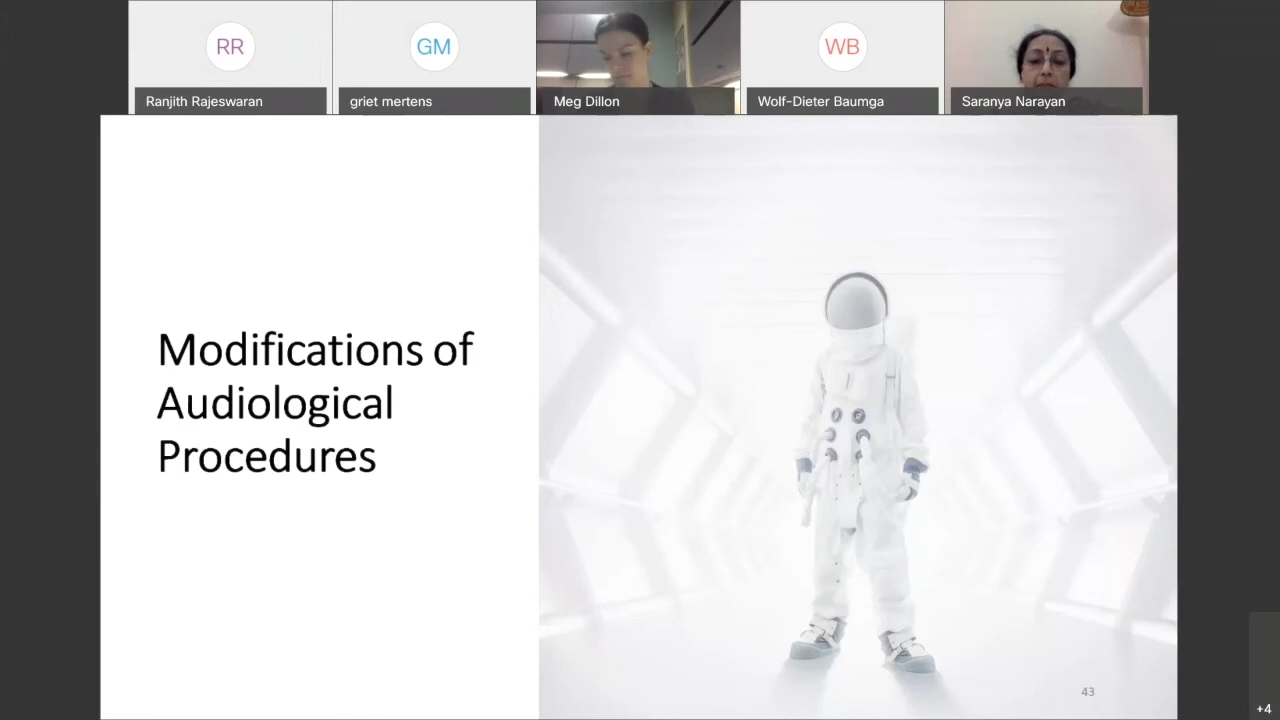 RR
GM
WB
Ranjith Rajeswaran
griet mertens
Meg Dillon
Wolf-Dieter Baumga
Saranya Narayan
Modifications of
Audiological
Procedures
43
+4